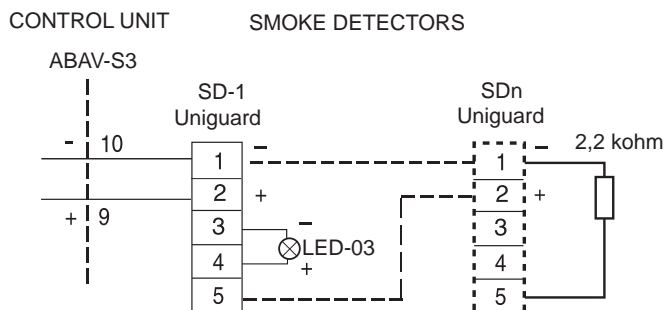 CONTROL UNIT SMOKE DETECTORS
ABAV-S3
SD-1
Uniguard
SDn
Uniguard
- 10
+ 9
1 -
2 +
3 -
4 +
5
LED-03
1 -
2 +
3
4
5
2,2 kohm